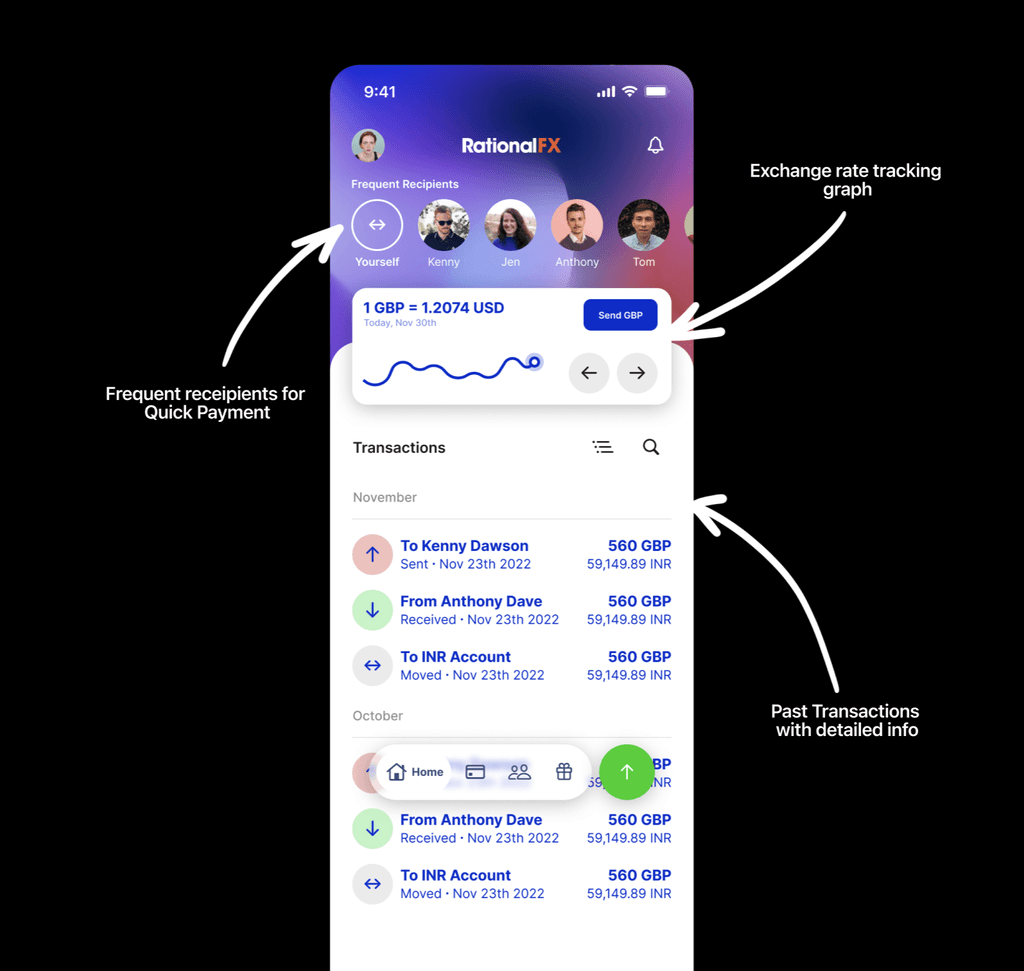 9:41
RationalFX
Frequent Recipients
Yourself
Kenny
Jen
Anthony
Tom
1 GBP = 1.2074 USD
Today, Nov 30th
Send GBP
Exchange rate tracking
graph
Frequent receipients for
Quick Payment
Transactions
November
To Kenny Dawson
560 GBP
Sent · Nov 23th 2022
59,149.89 INR
From Anthony Dave
560 GBP
Received · Nov 23th 2022
59,149.89 INR
To INR Account
560 GBP
Moved · Nov 23th 2022
59,149.89 INR
Past Transactions
with detailed info
October
Home
From Anthony Dave
560 GBP
Received · Nov 23th 2022
59,149.89 INR
To INR Account
560 GBP
Moved · Nov 23th 2022
59,149.89 INR